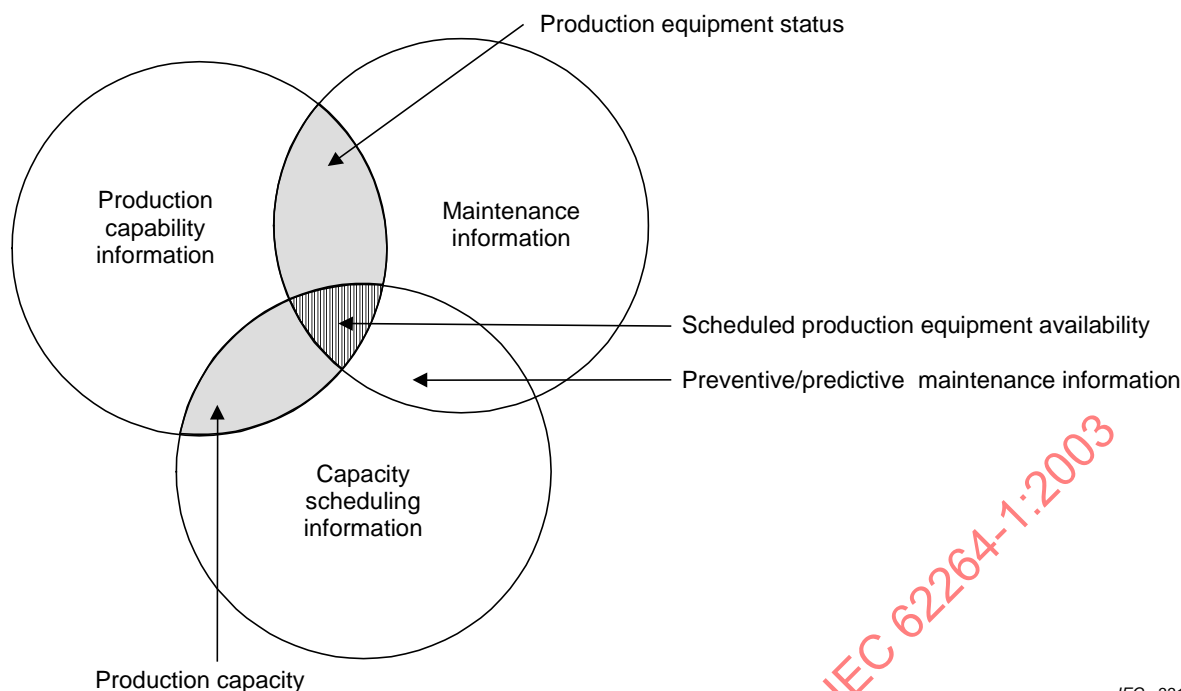 Production equipment status
Production
capability
information
Maintenance
information
Scheduled production equipment availability
Preventive/predictive maintenance information
Capacity
scheduling
information
Production capacity
IEC 62264-1:2003
IEC